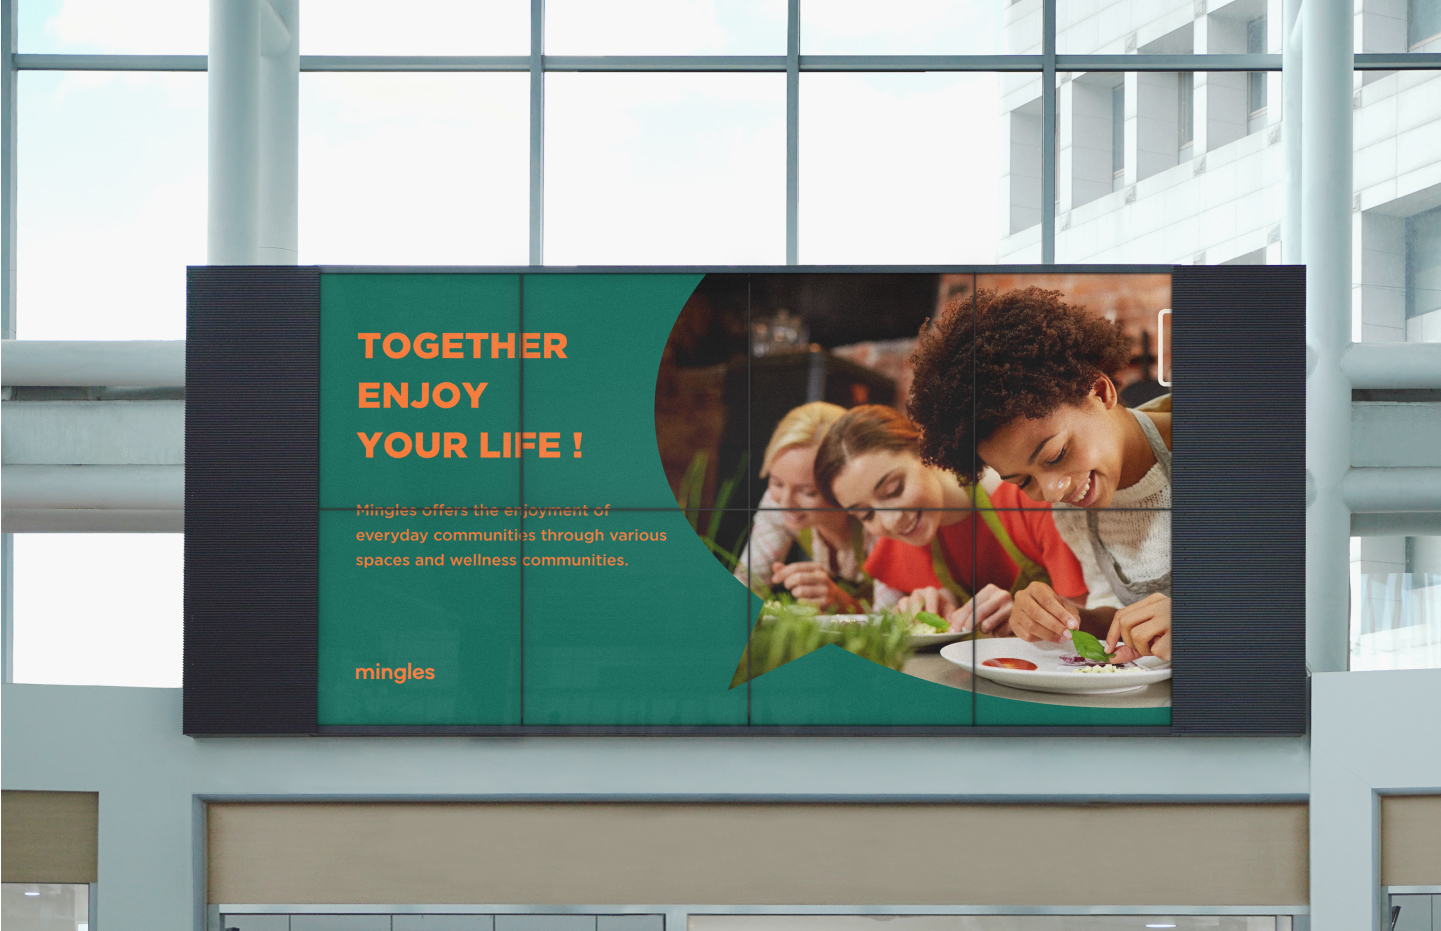 TOGETHER
ENJOY
YOUR LIFE !
Mingles offers the enjoyment of
everyday communities through various
spaces and wellness communities.
mingles